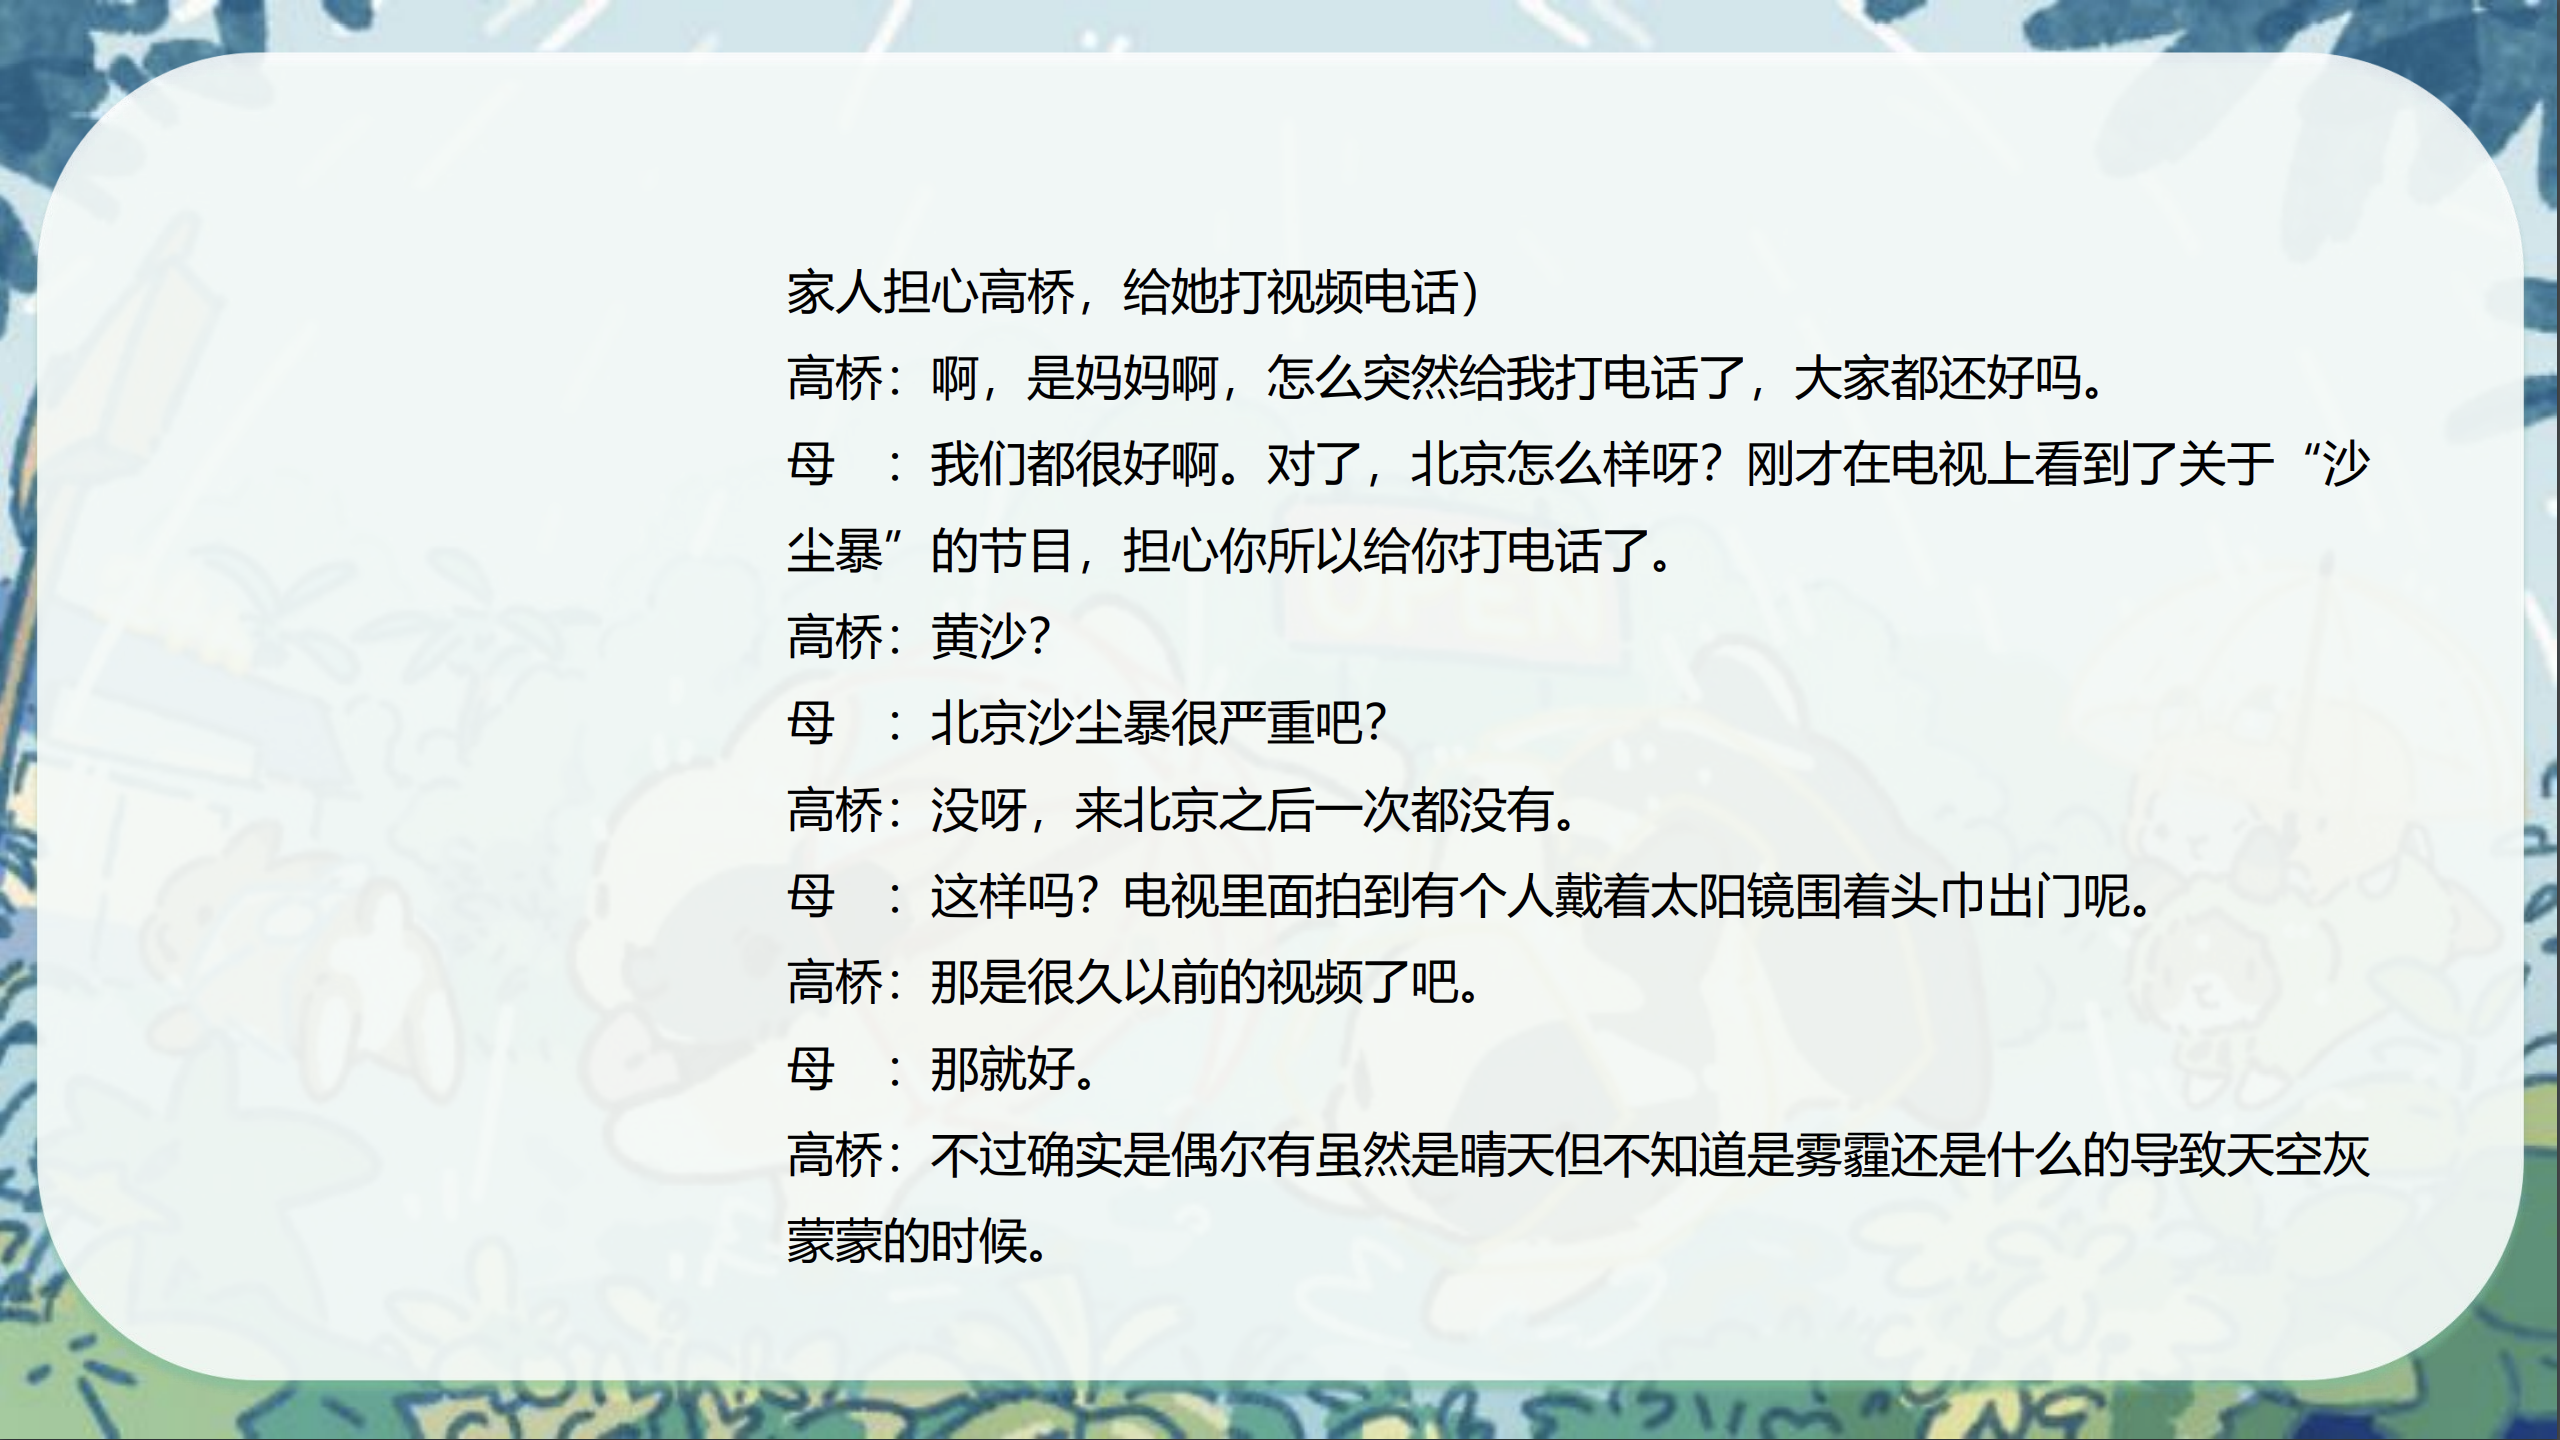 家人担心高桥，给她打视频电话）
高桥：啊，是妈妈啊，怎么突然给我打电话了，大家都还好吗。
母　：我们都很好啊。对了，北京怎么样呀？刚才在电视上看到了关于“沙
尘暴”的节目，担心你所以给你打电话了。
高桥：黄沙？
母　：北京沙尘暴很严重吧？
高桥：没呀，来北京之后一次都没有。
母　：这样吗？电视里面拍到有个人戴着太阳镜围着头巾出门呢。
高桥：那是很久以前的视频了吧。
母　：那就好。
高桥：不过确实是偶尔有虽然是晴天但不知道是雾霾还是什么的导致天空灰
蒙蒙的时候。